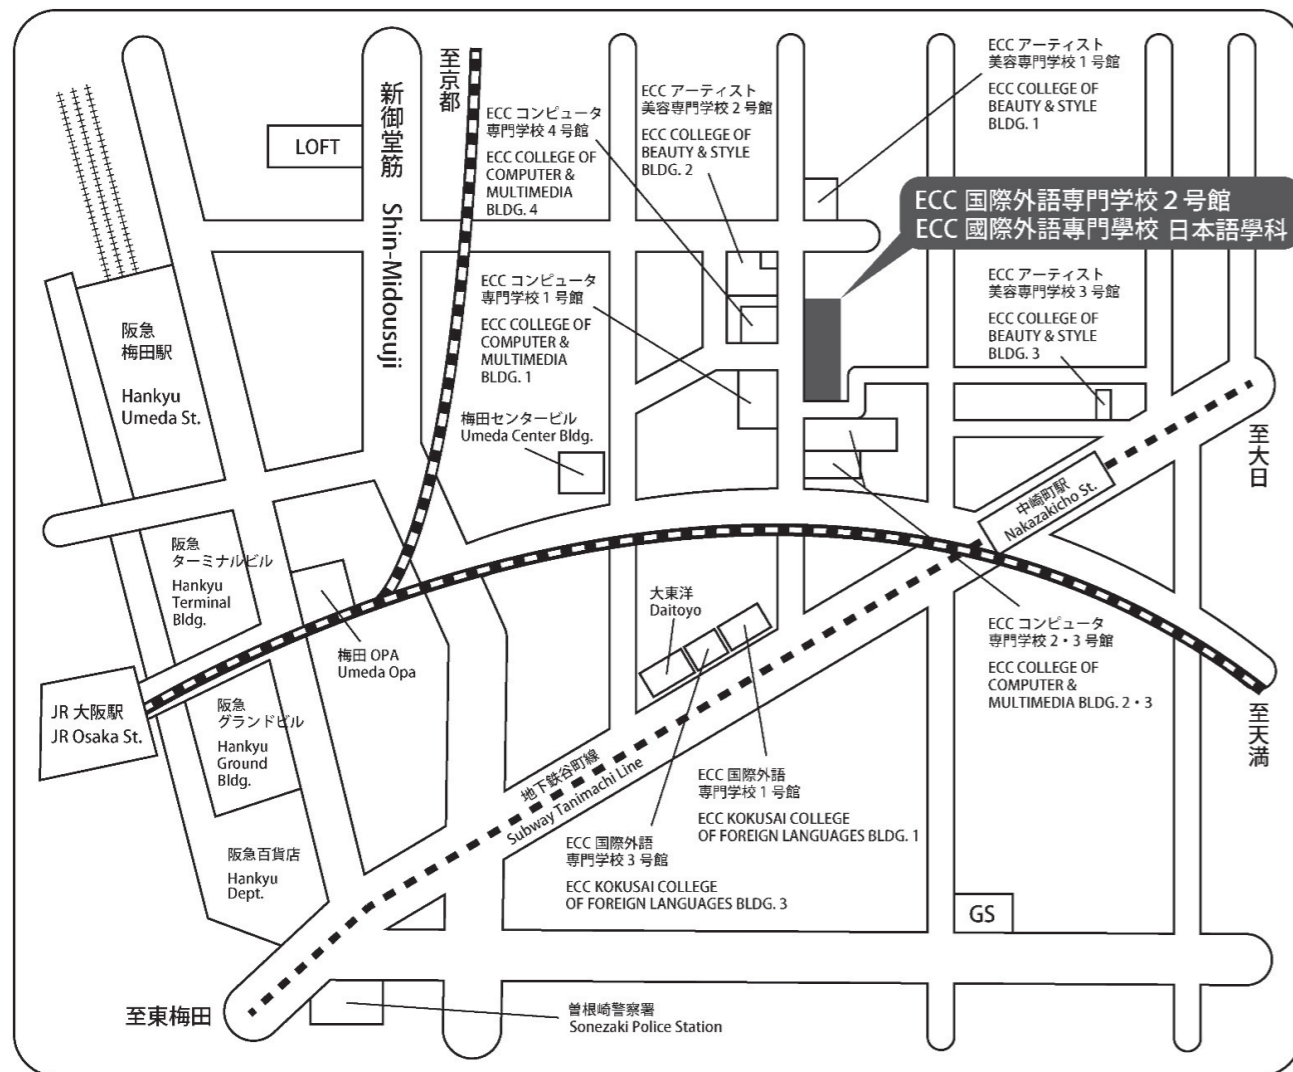 至京都
新御堂筋 Shin-Midousuji
LOFT
ECC コンピュータ
専門学校 4 号館
ECC COLLEGE OF
COMPUTER &
MULTIMEDIA
BLDG. 4
ECC アーティスト
美容専門学校 2 号館
ECC COLLEGE OF
BEAUTY & STYLE
BLDG. 2
ECC アーティスト
美容専門学校 1 号館
ECC COLLEGE OF
BEAUTY & STYLE
BLDG. 1
ECC 国際外語専門学校 2 号館
ECC 國際外語專門學校 日本語學科
ECC コンピュータ
専門学校 1 号館
ECC COLLEGE OF
COMPUTER &
MULTIMEDIA
BLDG. 1
ECC アーティスト
美容専門学校 3 号館
ECC COLLEGE OF
BEAUTY & STYLE
BLDG. 3
阪急
梅田駅
Hankyu
Umeda St.
梅田センタービル
Umeda Center Bldg.
至大日
中崎町駅
Nakazakicho St.
阪急
ターミナルビル
Hankyu
Terminal
Bldg.
梅田 OPA
Umeda Opa
大東洋
Daitoyo
ECC コンピュータ
専門学校 2・3 号館
ECC COLLEGE OF
COMPUTER &
MULTIMEDIA BLDG. 2・3
至天満
JR 大阪駅
JR Osaka St.
阪急
グランドビル
Hankyu
Ground
Bldg.
地下鉄谷町線
Subway Tanimachi Line
ECC 国際外語
専門学校 1 号館
ECC KOKUSAI COLLEGE
OF FOREIGN LANGUAGES BLDG. 1
ECC 国際外語
専門学校 3 号館
ECC KOKUSAI COLLEGE
OF FOREIGN LANGUAGES BLDG. 3
阪急百貨店
Hankyu
Dept.
GS
至東梅田
曽根崎警察署
Sonezaki Police Station